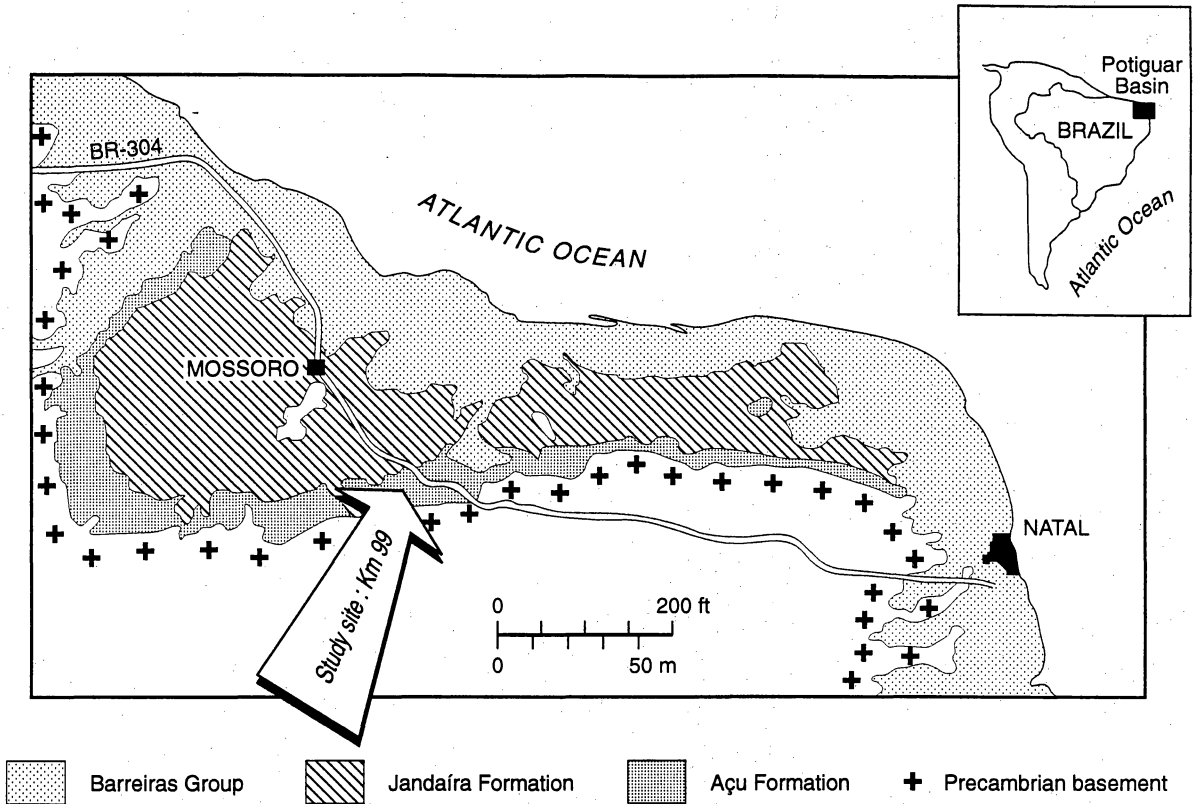 Potiguar
Basin
BRAZIL
Atlantic Ocean
BR-304
ATLANTIC OCEAN
MOSSORO
NATAL
Study site : Km 99
0 200 ft
0 50 m
Barreiras Group
Jandaíra Formation
Açu Formation
Precambrian basement